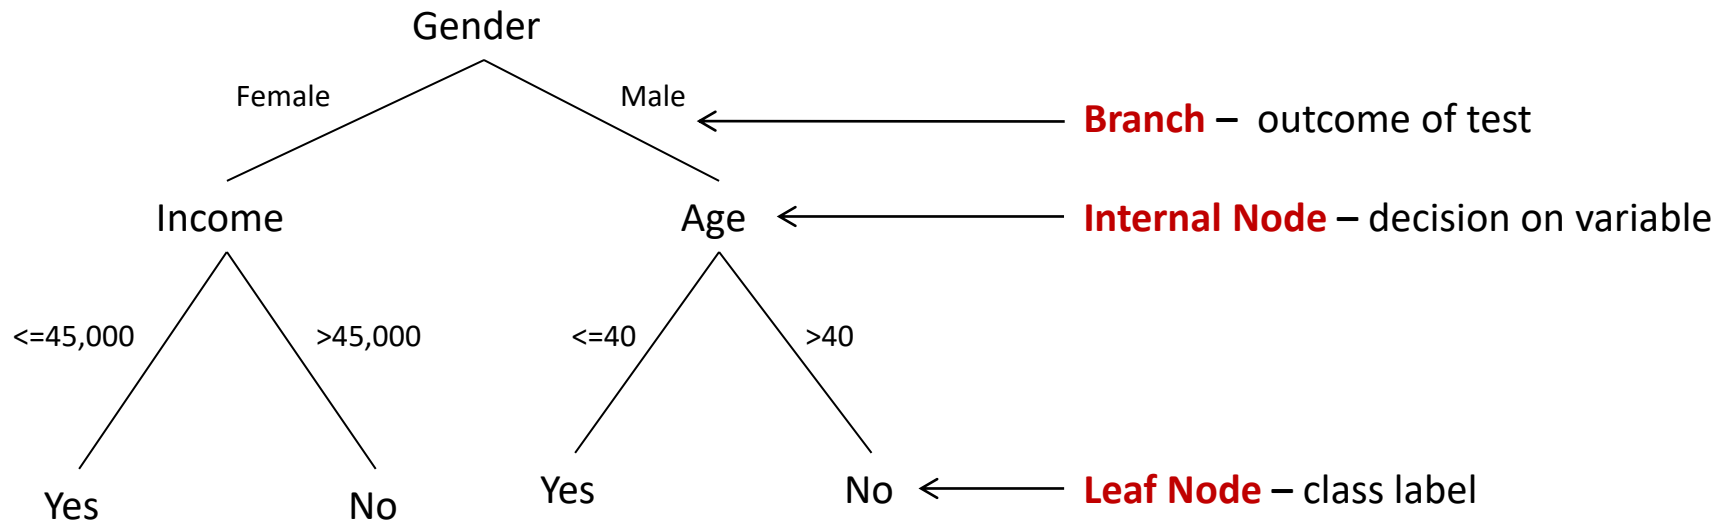 Gender
Female
Male
Branch – outcome of test
Income
Age
Internal Node – decision on variable
<=45,000
>45,000
<=40
>40
Yes
No
Yes
No
Leaf Node – class label